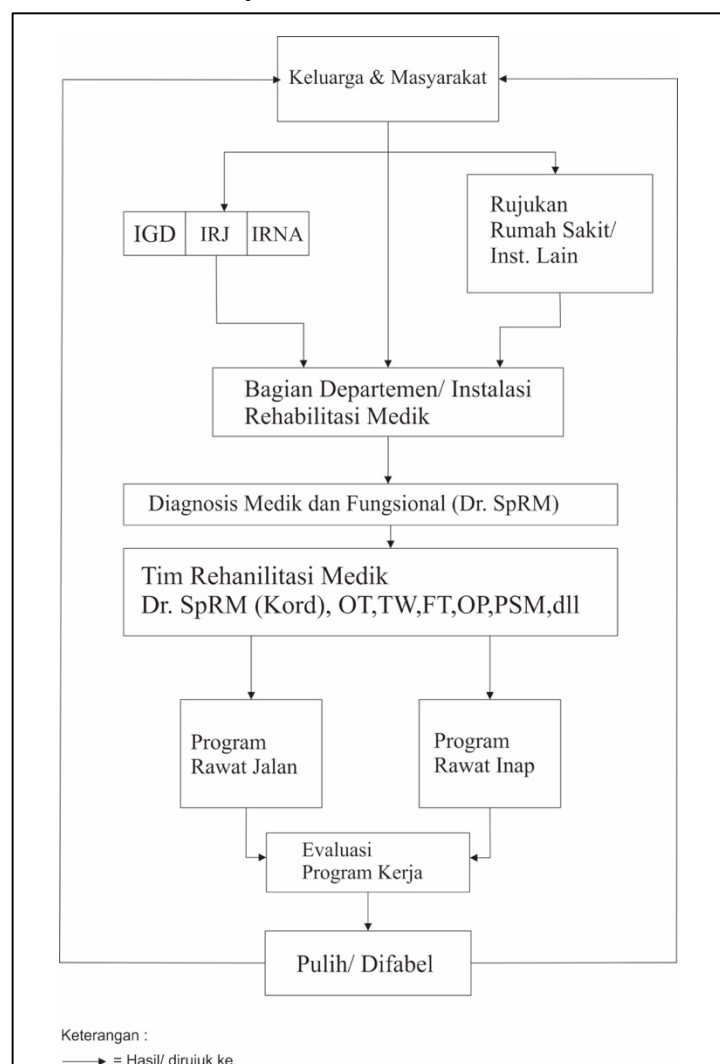 Keluarga & Masyarakat
IGD IRJ IRNA
Rujukan
Rumah Sakit/
Inst. Lain
Bagian Departemen/ Instalasi
Rehabilitasi Medik
Diagnosis Medik dan Fungsional (Dr. SpRM)
Tim Rehanilitasi Medik
Dr. SpRM (Kord), OT,TW,FT,OP,PSM,dll
Program
Rawat Jalan
Program
Rawat Inap
Evaluasi
Program Kerja
Pulih/ Difabel
Keterangan :
= Hasil/ dirujuk ke